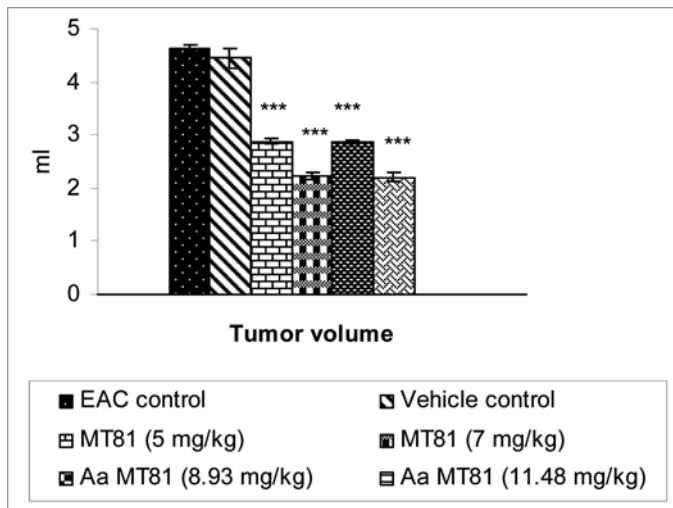 5
4
3
2
1
0
ml
***
***
***
***
Tumor volume
EAC control
Vehicle control
MT81 (5 mg/kg)
MT81 (7 mg/kg)
Aa MT81 (8.93 mg/kg)
Aa MT81 (11.48 mg/kg)